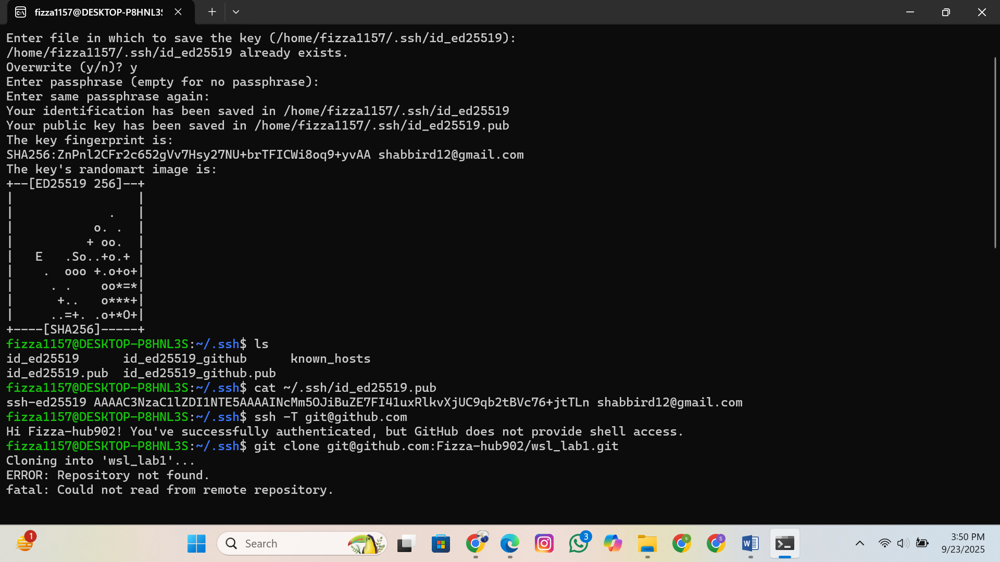 fizza1157@DESKTOP-P8HNL3S
Enter file in which to save the key (/home/fizza1157/.ssh/id_ed25519):
/home/fizza1157/.ssh/id_ed25519 already exists.
Overwrite (y/n)? y
Enter passphrase (empty for no passphrase):
Enter same passphrase again:
Your identification has been saved in /home/fizza1157/.ssh/id_ed25519
Your public key has been saved in /home/fizza1157/.ssh/id_ed25519.pub
The key fingerprint is:
SHA256:ZnPnl2CFr2c652gVv7Hsy27NU+brTFICWi8oq9+yvAA shabbird12@gmail.com
The key's randomart image is:
+--[ED25519 256]--+
|                 |
|             .   |
|           o. .  |
|          + oo.  |
|   E   .So..+o.+ |
|    .  ooo +.o+o+|
|     . .    oo*=*|
|      +..   o***+|
|     ..=+. .o+*O+|
+----[SHA256]-----+
fizza1157@DESKTOP-P8HNL3S:~/.ssh$ ls
id_ed25519      id_ed25519_github      known_hosts
id_ed25519.pub  id_ed25519_github.pub
fizza1157@DESKTOP-P8HNL3S:~/.ssh$ cat ~/.ssh/id_ed25519.pub
ssh-ed25519 AAAAC3NzaC1lZDI1NTE5AAAAINcMm5OJiBuZE7FI41uxRlkvXjUC9qb2tBVc76+jtTLn shabbird12@gmail.com
fizza1157@DESKTOP-P8HNL3S:~/.ssh$ ssh -T git@github.com
Hi Fizza-hub902! You've successfully authenticated, but GitHub does not provide shell access.
fizza1157@DESKTOP-P8HNL3S:~/.ssh$ git clone git@github.com:Fizza-hub902/wsl_lab1.git
Cloning into 'wsl_lab1'...
ERROR: Repository not found.
fatal: Could not read from remote repository.
1
Search
3
S
S
W
3:50 PM
9/23/2025